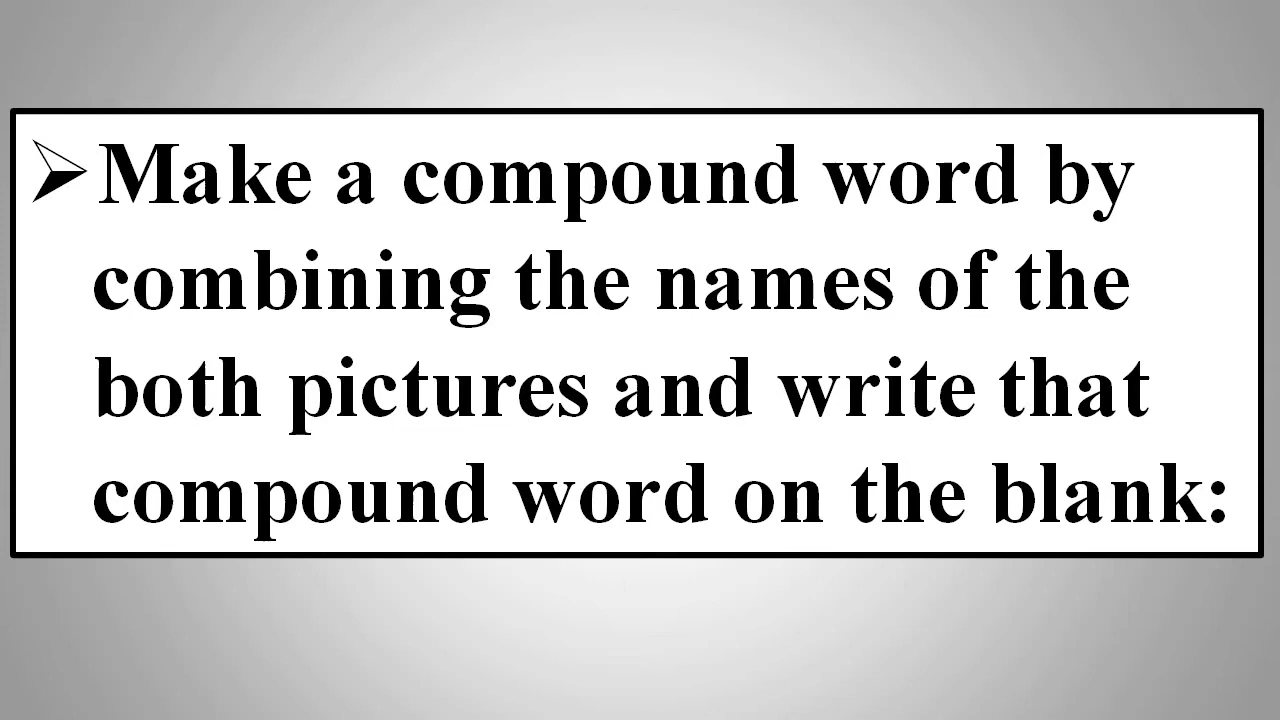 ➢Make a compound word by
combining the names of the
both pictures and write that
compound word on the blank: